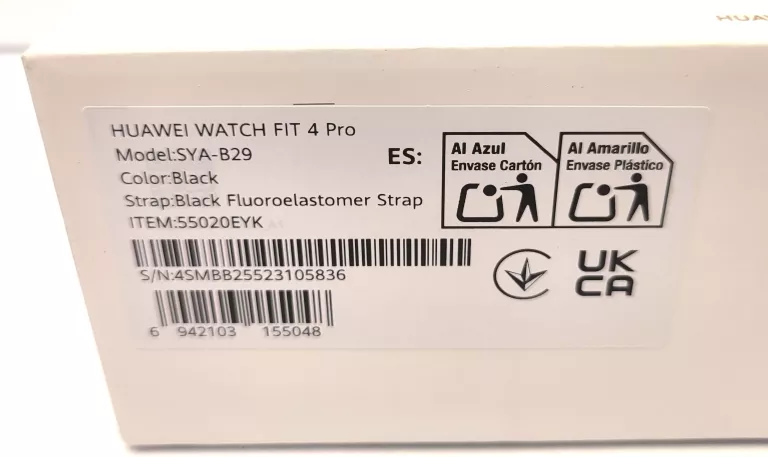 HUAWEI WATCH FIT 4 Pro
Model:SYA-B29
Color:Black
Strap:Black Fluoroelastomer Strap
ITEM:55020EYK
S/N:4SMBB25523105836
6 942103 155048
ES:
Al Azul
Envase Cartón
Al Amarillo
Envase Plástico
UK
CA